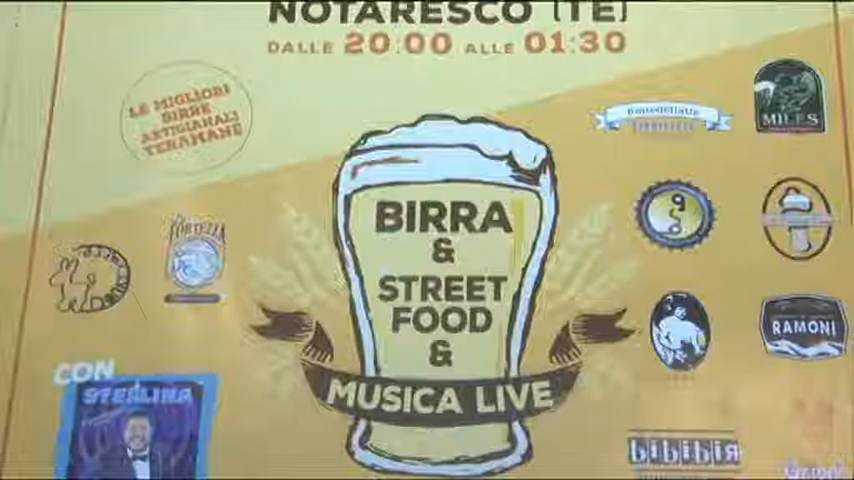 NOTARESCO (TE)
DALLE 20:00 ALLE 01:30
LE MIGLIORI
BIRRE
ARTIGIANALI
TERAMANE
MILES
BIRRA
&
STREET
FOOD
&
MUSICA LIVE
RAMONI
CON
STELLINA
bibibir